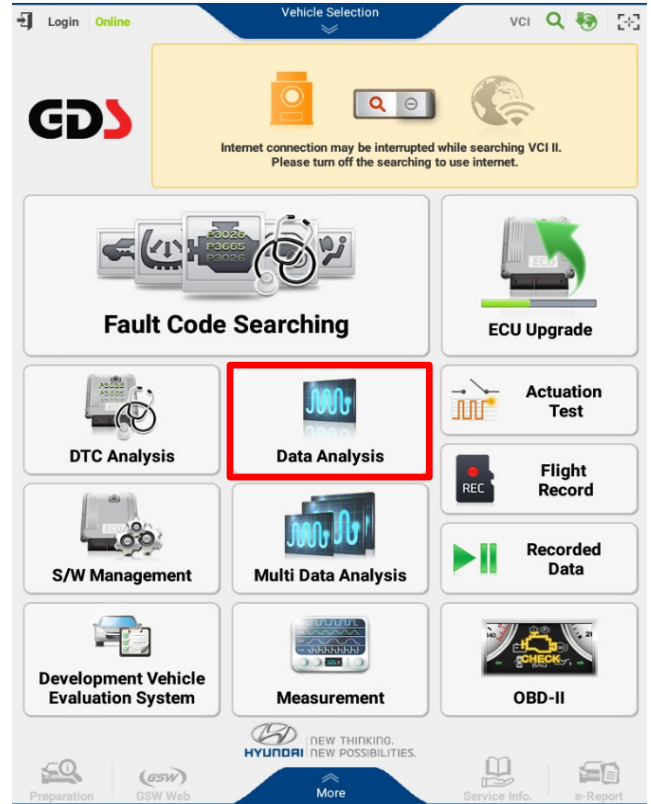 Login Online
Vehicle Selection
VCI
GDS
Internet connection may be interrupted while searching VCI II.
Please turn off the searching to use internet.
P3026
P3665
P3026
Fault Code Searching
ECU
ECU Upgrade
DTC Analysis
Data Analysis
Actuation
Test
REC
Flight
Record
ECU
S/W Management
Multi Data Analysis
Recorded
Data
Development Vehicle
Evaluation System
Measurement
CHECK
OBD-II
HYUNDAI
NEW THINKING.
NEW POSSIBILITIES.
Preparation
GSW
GSW Web
More
Service Info.
e-Report